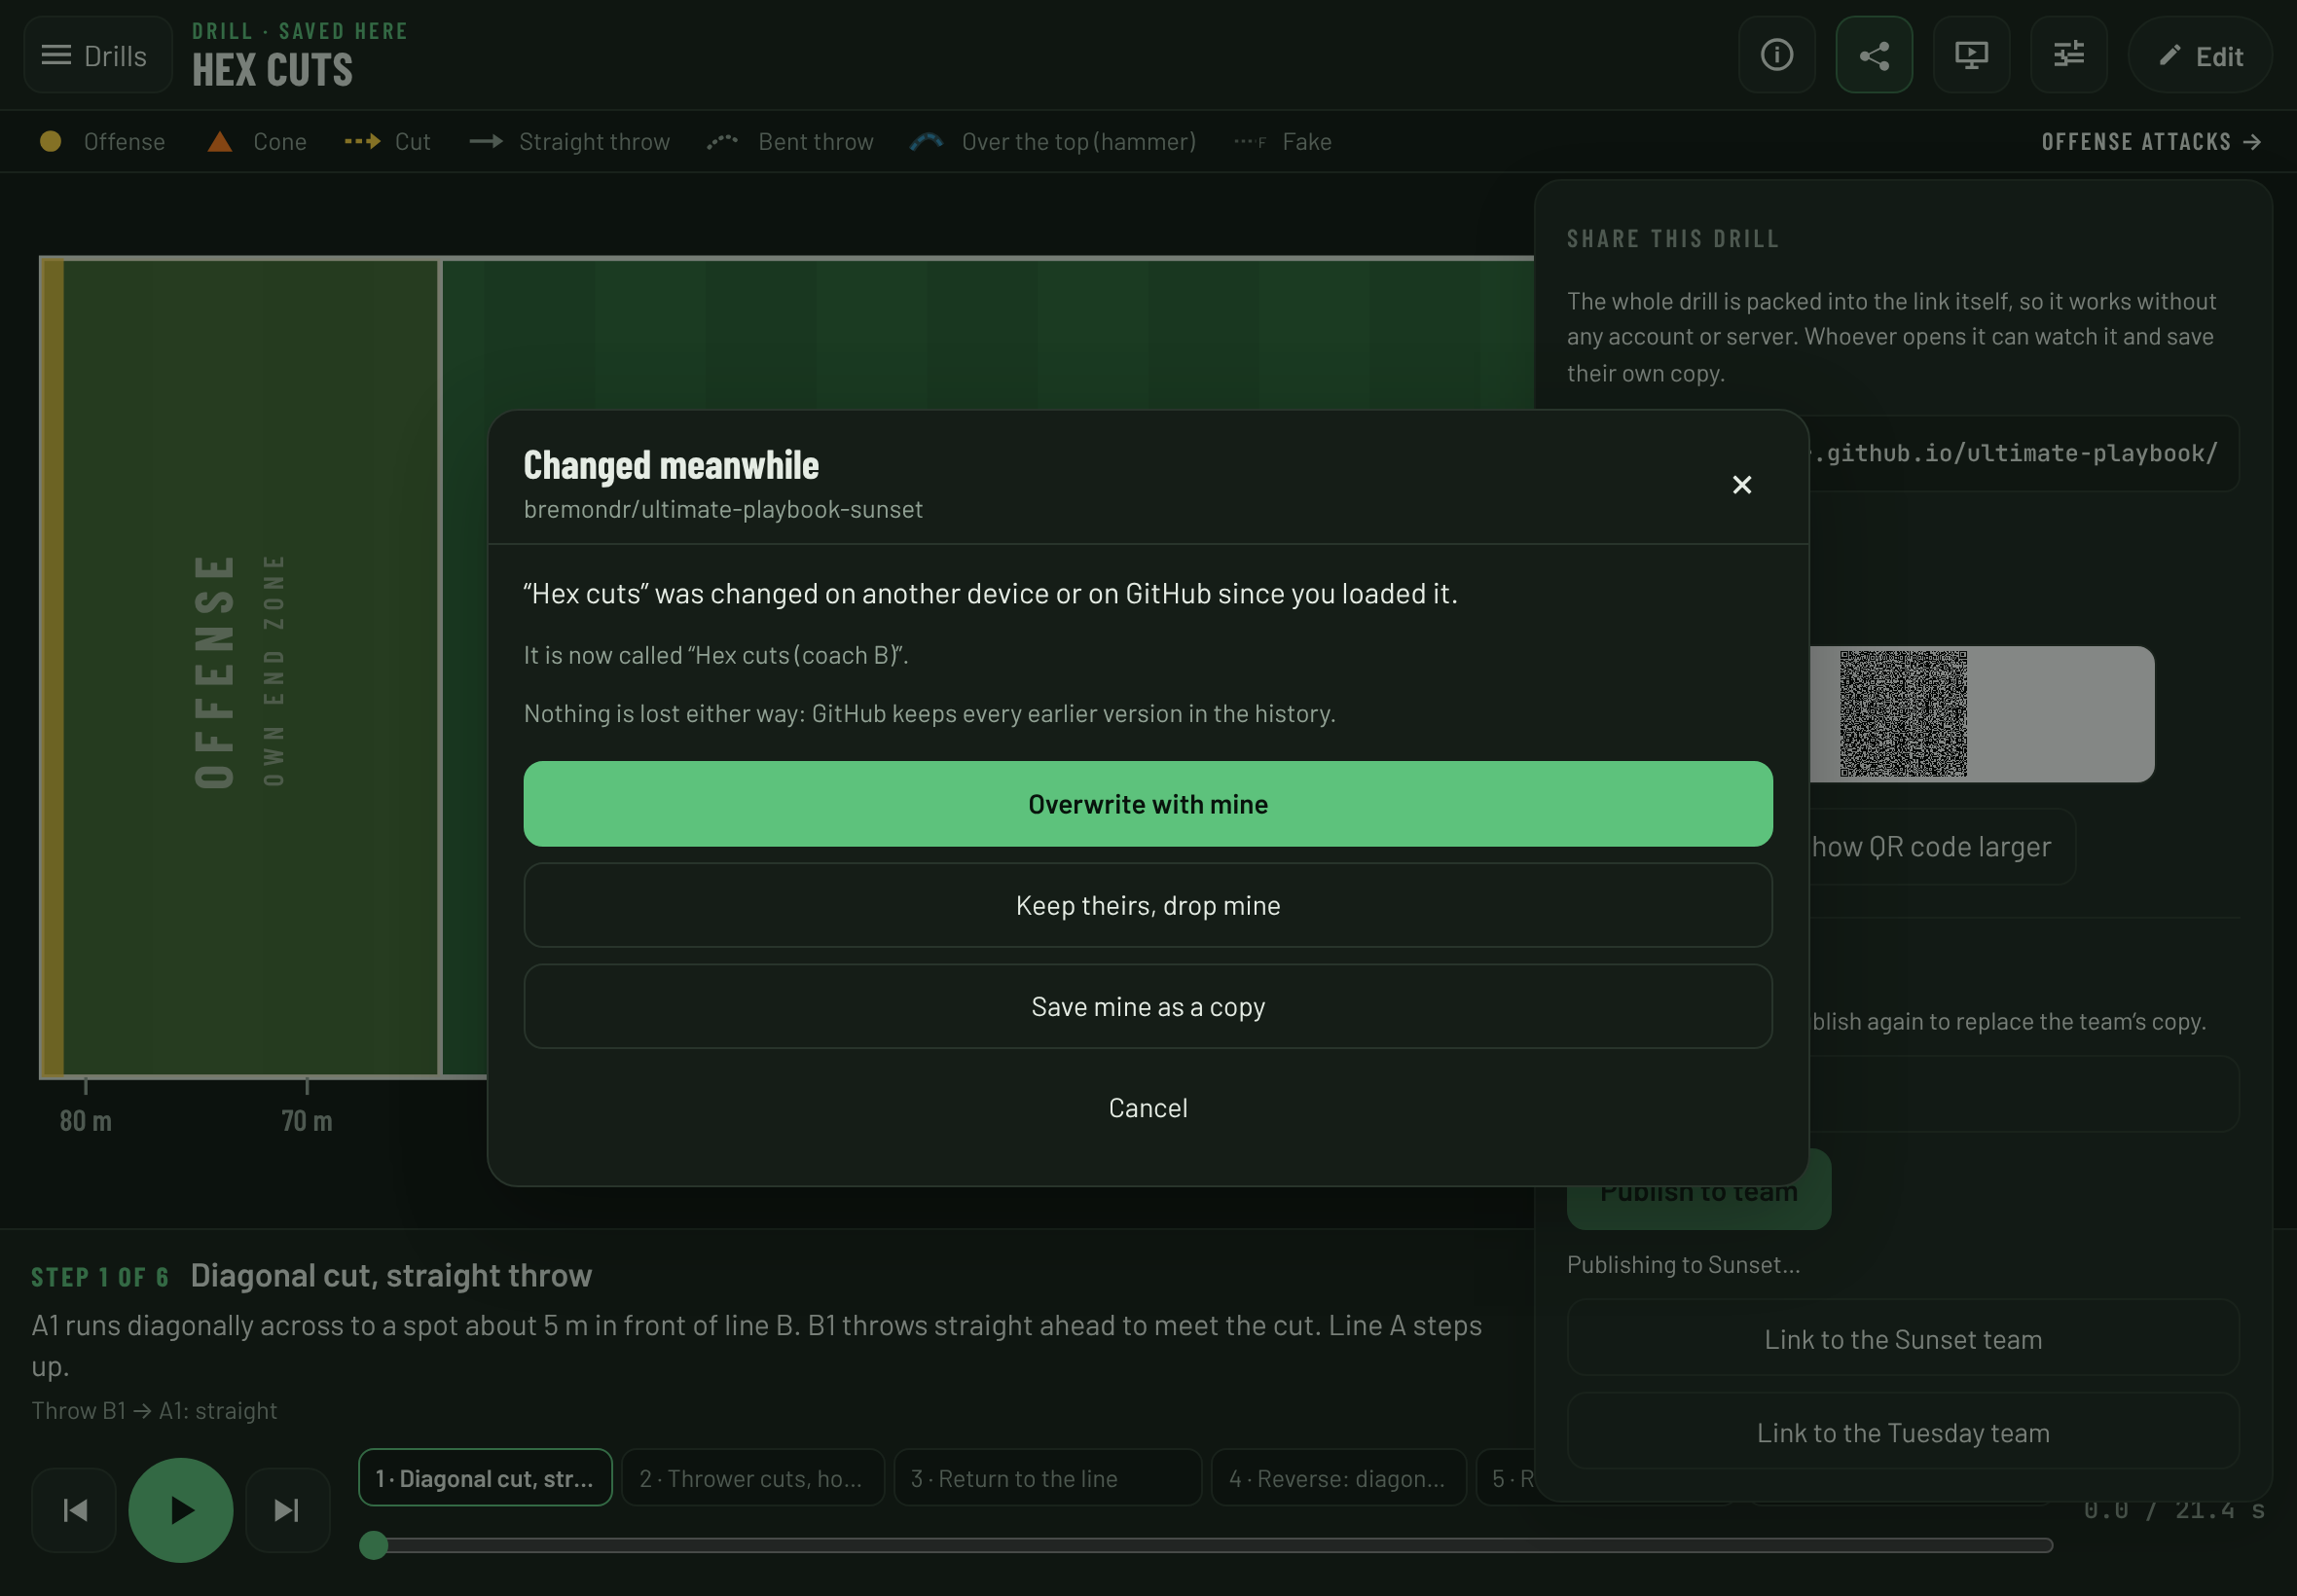 Drills
DRILL · SAVED HERE
HEX CUTS
Edit
Offense
Cone
Cut
Straight throw
Bent throw
Over the top (hammer)
F
Fake
OFFENSE ATTACKS →
OFFENSE
OWN END ZONE
80 m
70 m
SHARE THIS DRILL
The whole drill is packed into the link itself, so it works without
any account or server. Whoever opens it can watch it and save
their own copy.
.github.io/ultimate-playbook/
how QR code larger
blish again to replace the team’s copy.
Publish to team
Publishing to Sunset…
Link to the Sunset team
Link to the Tuesday team
Changed meanwhile
bremondr/ultimate-playbook-sunset
“Hex cuts” was changed on another device or on GitHub since you loaded it.
It is now called “Hex cuts (coach B)”.
Nothing is lost either way: GitHub keeps every earlier version in the history.
Overwrite with mine
Keep theirs, drop mine
Save mine as a copy
Cancel
STEP 1 OF 6 Diagonal cut, straight throw
A1 runs diagonally across to a spot about 5 m in front of line B. B1 throws straight ahead to meet the cut. Line A steps
up.
Throw B1 → A1: straight
1 · Diagonal cut, str…
2 · Thrower cuts, ho…
3 · Return to the line
4 · Reverse: diagon…
5 · R
0.0 / 21.4 s